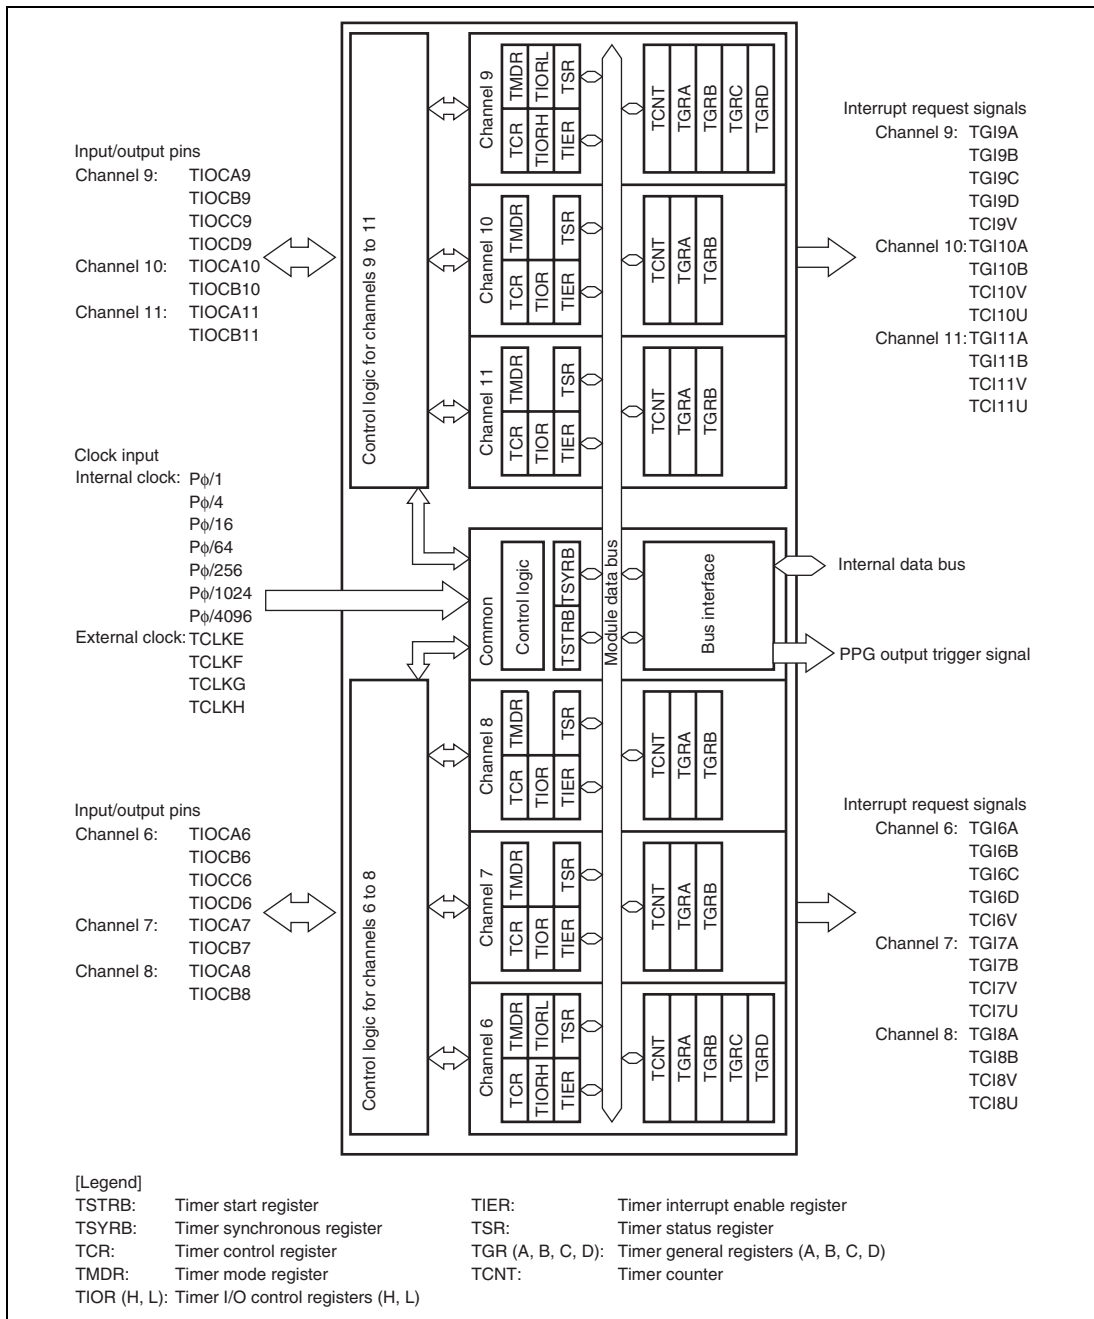 Input/output pins
Channel 9: TIOCA9
TIOCB9
TIOCC9
TIOCD9
Channel 10: TIOCA10
TIOCB10
Channel 11: TIOCA11
TIOCB11
Clock input
Internal clock: Pϕ/1
Pϕ/4
Pϕ/16
Pϕ/64
Pϕ/256
Pϕ/1024
Pϕ/4096
External clock: TCLKE
TCLKF
TCLKG
TCLKH
Input/output pins
Channel 6: TIOCA6
TIOCB6
TIOCC6
TIOCD6
Channel 7: TIOCA7
TIOCB7
Channel 8: TIOCA8
TIOCB8
Control logic for channels 9 to 11
Control logic for channels 6 to 8
Channel 9
TCR TMDR
TIORH TIORL
TIER TSR
TCNT
TGRA
TGRB
TGRC
TGRD
Channel 10
TCR TMDR
TIOR
TIER TSR
TCNT
TGRA
TGRB
Channel 11
TCR TMDR
TIOR
TIER TSR
TCNT
TGRA
TGRB
Common
Control logic
TSTRB TSYRB
Module data bus
Bus interface
Channel 8
TCR TMDR
TIOR
TIER TSR
TCNT
TGRA
TGRB
Channel 7
TCR TMDR
TIOR
TIER TSR
TCNT
TGRA
TGRB
Channel 6
TCR TMDR
TIORH TIORL
TIER TSR
TCNT
TGRA
TGRB
TGRC
TGRD
Interrupt request signals
Channel 9: TGI9A
TGI9B
TGI9C
TGI9D
TCI9V
Channel 10: TGI10A
TGI10B
TCI10V
TCI10U
Channel 11: TGI11A
TGI11B
TCI11V
TCI11U
Internal data bus
PPG output trigger signal
Interrupt request signals
Channel 6: TGI6A
TGI6B
TGI6C
TGI6D
TCI6V
Channel 7: TGI7A
TGI7B
TCI7V
TCI7U
Channel 8: TGI8A
TGI8B
TCI8V
TCI8U
[Legend]
TSTRB: Timer start register
TSYRB: Timer synchronous register
TCR: Timer control register
TMDR: Timer mode register
TIOR (H, L): Timer I/O control registers (H, L)
TIER: Timer interrupt enable register
TSR: Timer status register
TGR (A, B, C, D): Timer general registers (A, B, C, D)
TCNT: Timer counter